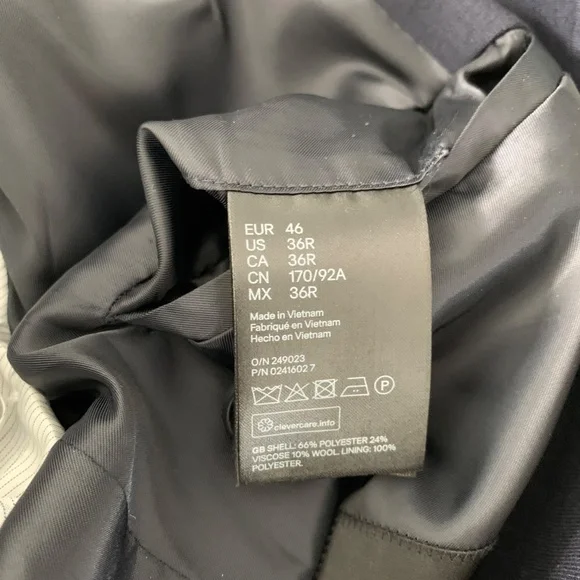 EUR 46
US 36R
CA 36R
CN 170/92A
MX 36R
Made in Vietnam
Fabriqué en Vietnam
Hecho en Vietnam
O/N 249023
P/N 0241602 7
P
clevercare.info
GB SHELL: 66% POLYESTER 24%
VISCOSE 10% WOOL. LINING: 100%
POLYESTER.